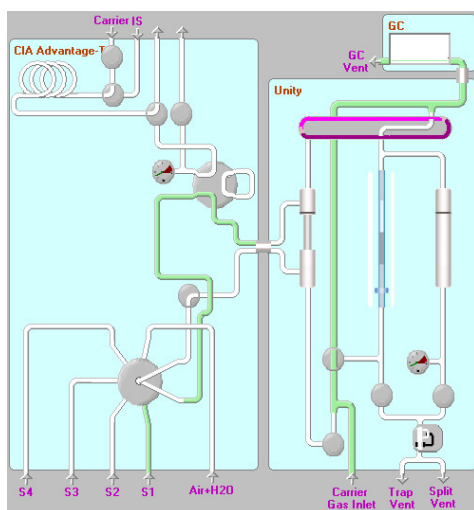 Carrier IS
GC
CIA Advantage-T
GC
Vent
Unity
S4
S3
S2
S1
Air+H2O
Carrier
Gas Inlet
Trap
Vent
Split
Vent